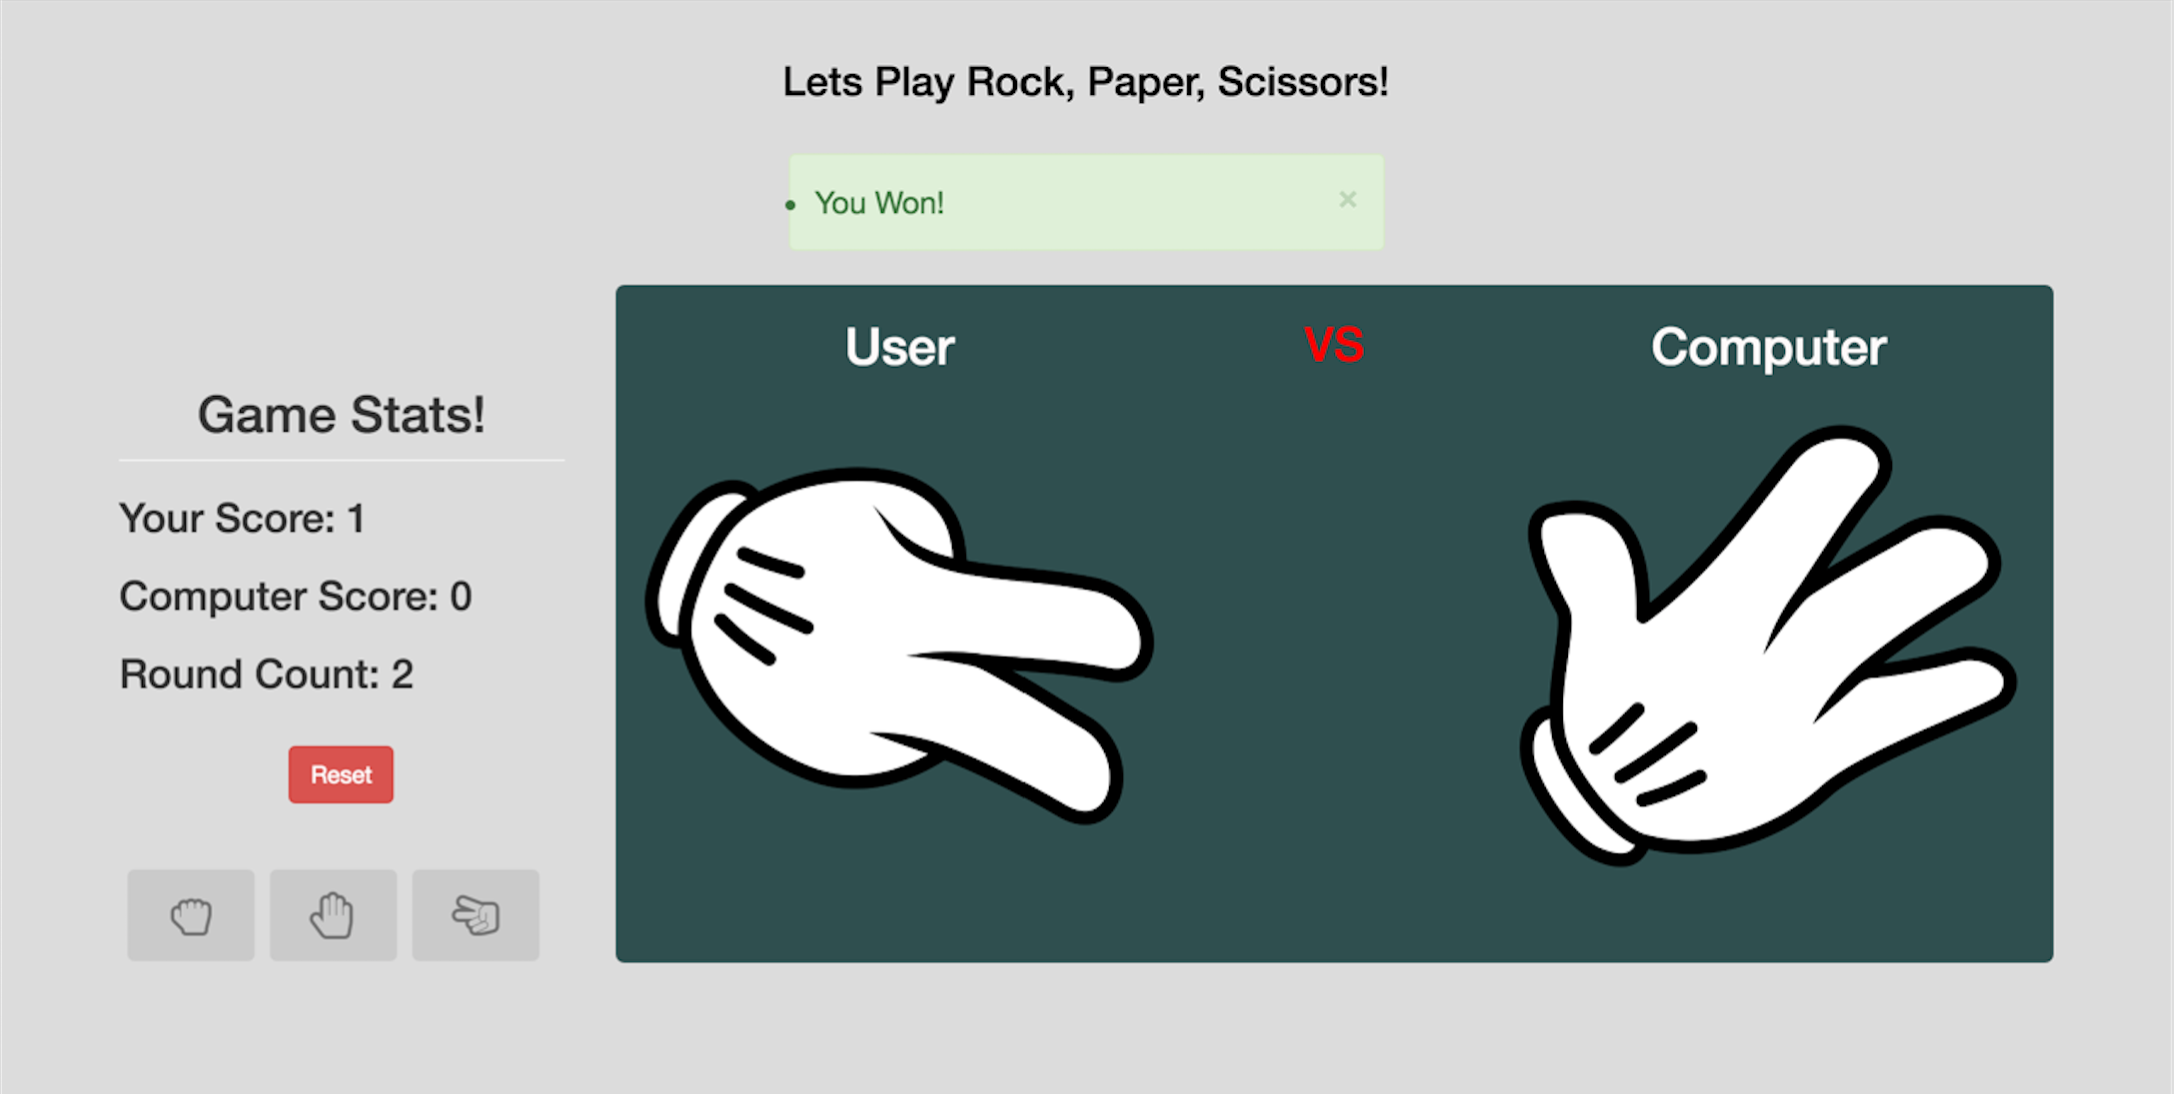 Lets Play Rock, Paper, Scissors!
You Won!
×
User VS Computer
Game Stats!
Your Score: 1
Computer Score: 0
Round Count: 2
Reset